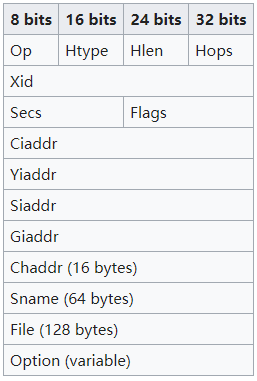 8 bits 16 bits 24 bits 32 bits
Op Htype Hlen Hops
Xid
Secs Flags
Ciaddr
Yiaddr
Siaddr
Giaddr
Chaddr (16 bytes)
Sname (64 bytes)
File (128 bytes)
Option (variable)